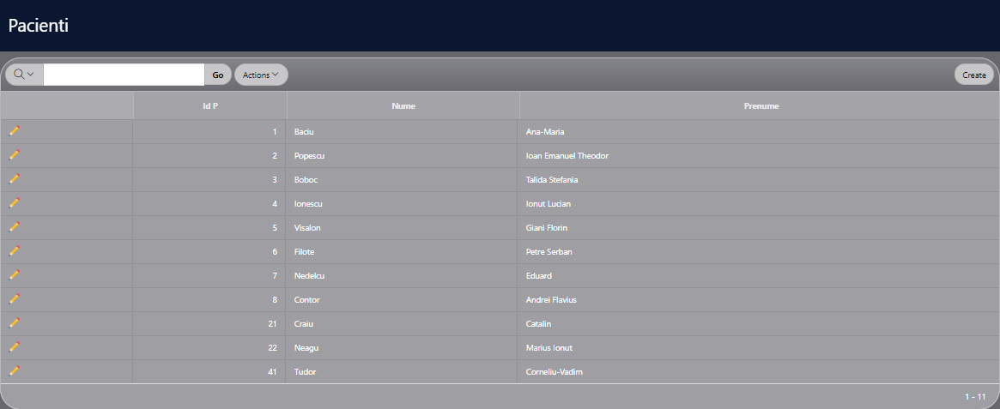 Pacienti
Go Actions Create
Id P Nume Prenume
1 Baciu Ana-Maria
2 Popescu Ioan Emanuel Theodor
3 Boboc Talida Stefania
4 Ionescu Ionut Lucian
5 Visalon Giani Florin
6 Filote Petre Serban
7 Nedelcu Eduard
8 Contor Andrei Flavius
21 Craiu Catalin
22 Neagu Marius Ionut
41 Tudor Corneliu-Vadim
1 - 11